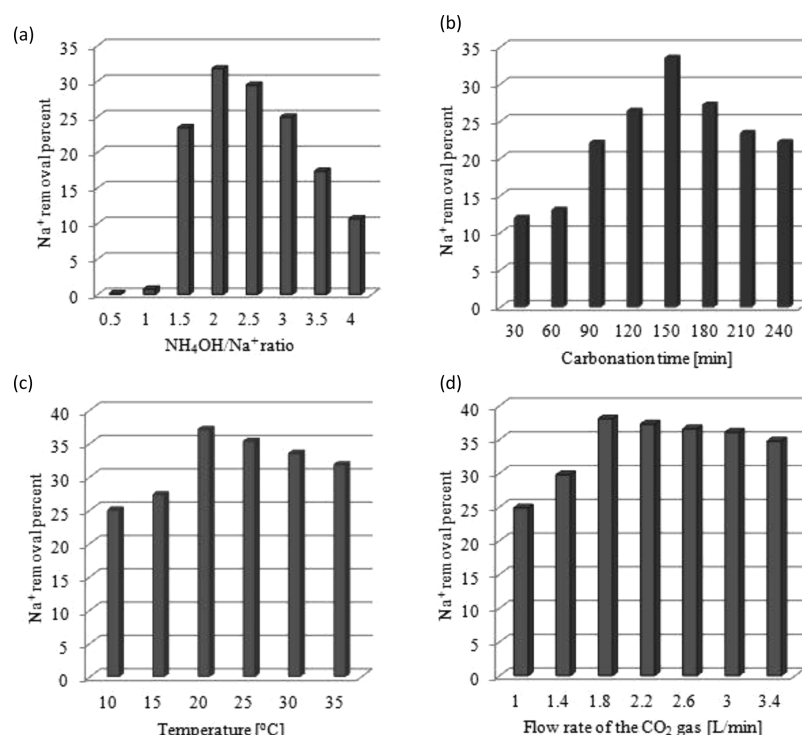 (a)
35
30
25
20
15
10
5
0
Na⁺ removal percent
0.5 1 1.5 2 2.5 3 3.5 4
NH₄OH/Na⁺ ratio
(b)
35
30
25
20
15
10
5
0
Na⁺ removal percent
30 60 90 120 150 180 210 240
Carbonation time [min]
(c)
40
35
30
25
20
15
10
5
0
Na⁺ removal percent
10 15 20 25 30 35
Temperature [⁰C]
(d)
40
35
30
25
20
15
10
5
0
Na⁺ removal percent
1 1.4 1.8 2.2 2.6 3 3.4
Flow rate of the CO₂ gas [L/min]